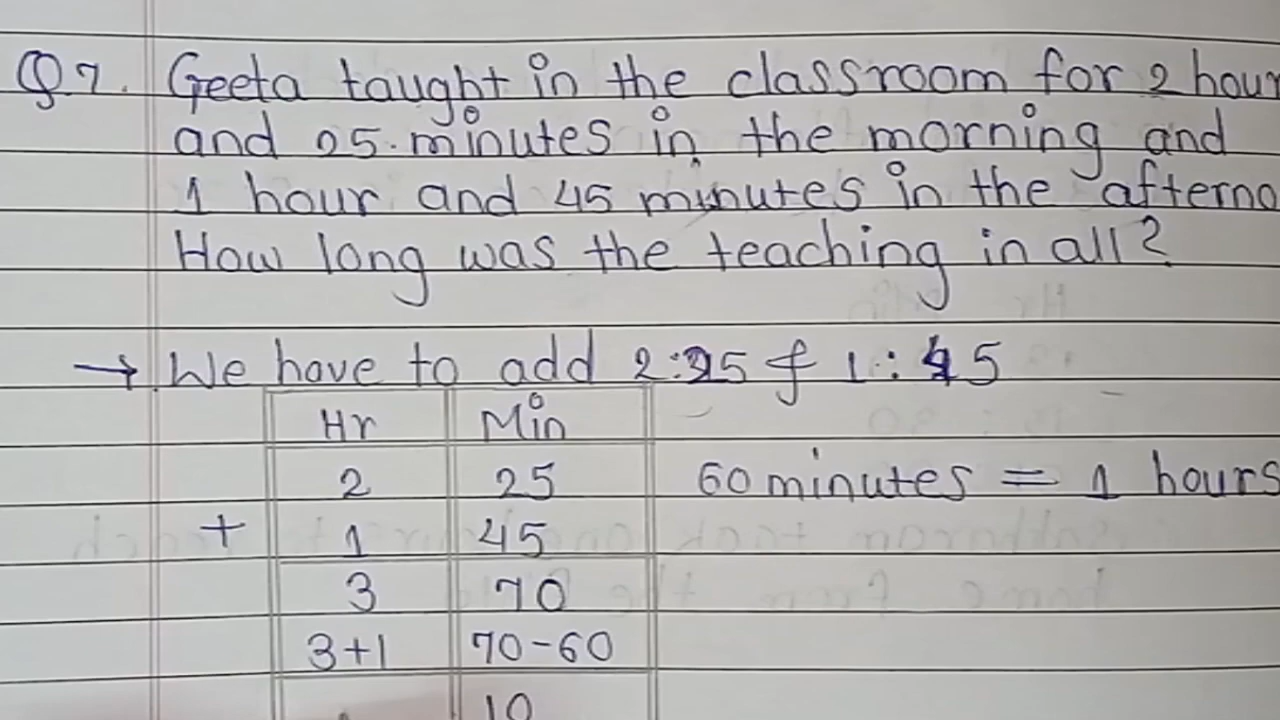 Q7. Geeta taught in the classroom for 2 hour
and 25 minutes in the morning and
1 hour and 45 minutes in the afterno
How long was the teaching in all?
→ We have to add 2:25 & 1:45
Hr Min
2 25 60 minutes = 1 hours
+ 1 45
3 70
3+1 70-60
10